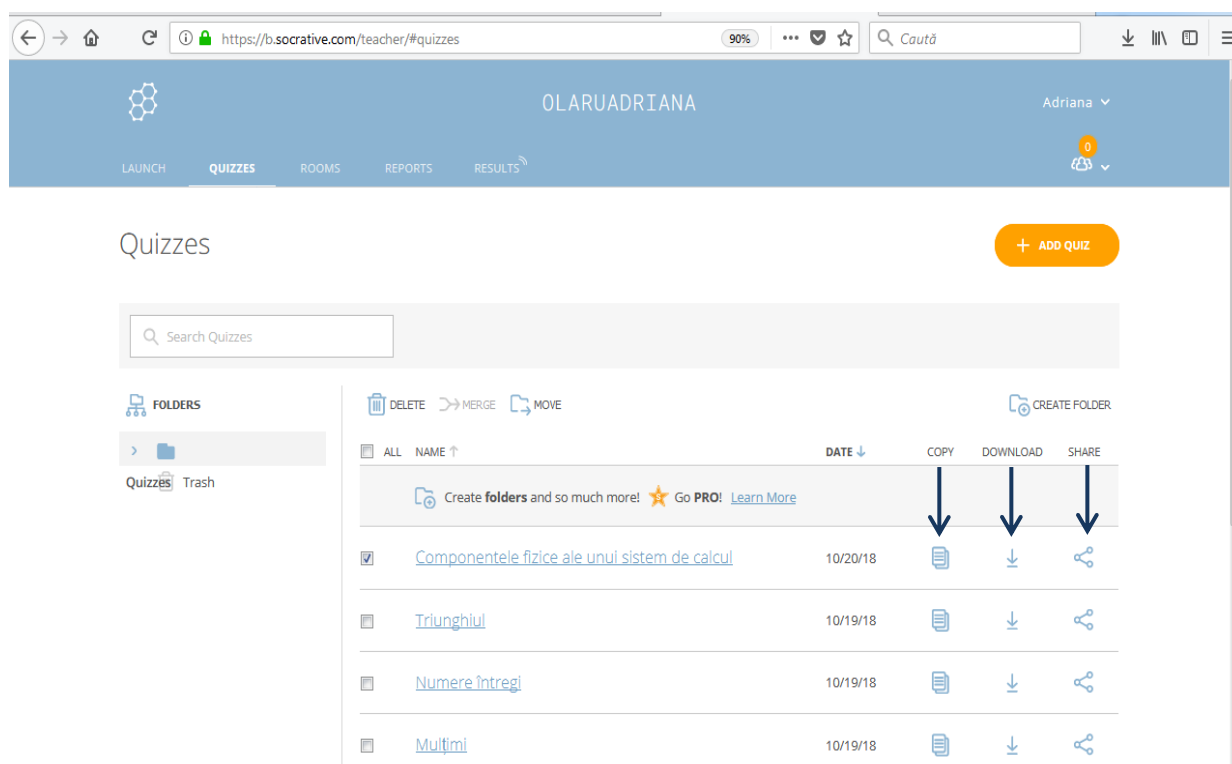 https://b.socrative.com/teacher/#quizzes 90% Caută
OLARUADRIANA Adriana
0
LAUNCH QUIZZES ROOMS REPORTS RESULTS
Quizzes + ADD QUIZ
Search Quizzes
FOLDERS DELETE MERGE MOVE CREATE FOLDER
ALL NAME DATE COPY DOWNLOAD SHARE
Quizzes Trash
Create folders and so much more! Go PRO! Learn More
Componentele fizice ale unui sistem de calcul 10/20/18
Triunghiul 10/19/18
Numere întregi 10/19/18
Mulțimi 10/19/18